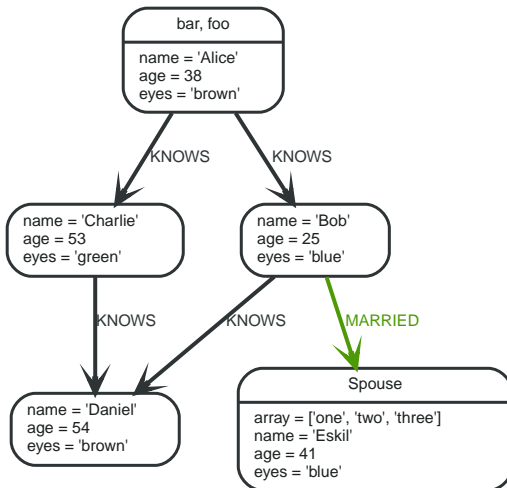 bar, foo
name = 'Alice'
age = 38
eyes = 'brown'
KNOWS
KNOWS
name = 'Charlie'
age = 53
eyes = 'green'
name = 'Bob'
age = 25
eyes = 'blue'
KNOWS
KNOWS
MARRIED
name = 'Daniel'
age = 54
eyes = 'brown'
Spouse
array = ['one', 'two', 'three']
name = 'Eskil'
age = 41
eyes = 'blue'